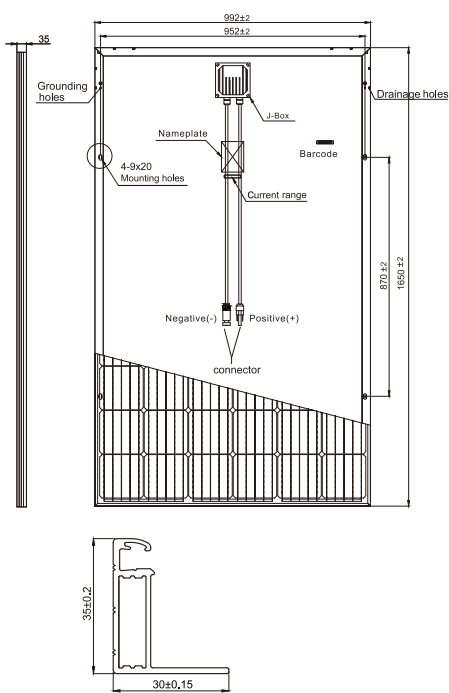 992±2
35
952±2
Grounding
holes
Drainage holes
J-Box
Nameplate
Barcode
4-9x20
Mounting holes
Current range
870±2
1650±2
Negative(-)
Positive(+)
connector
35±0.2
30±0.15